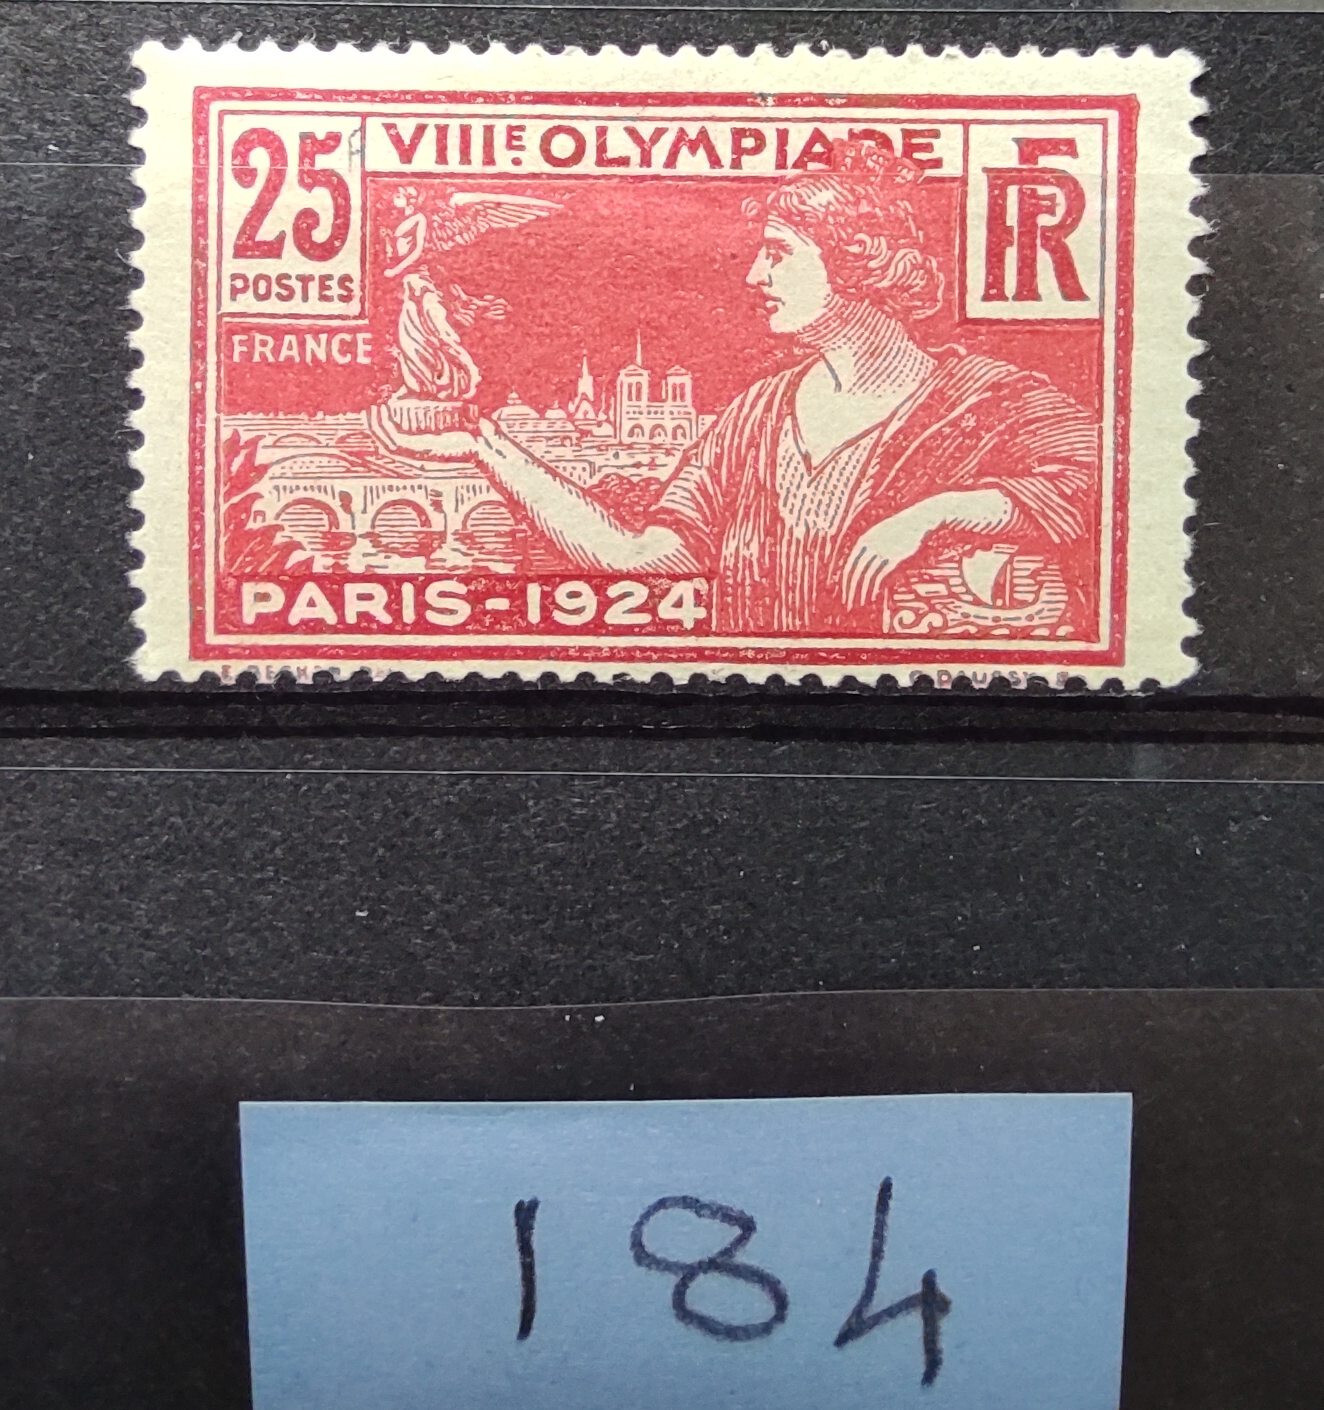 25
POSTES
FRANCE
VIIIE. OLYMPIADE
RF
PARIS-1924
184